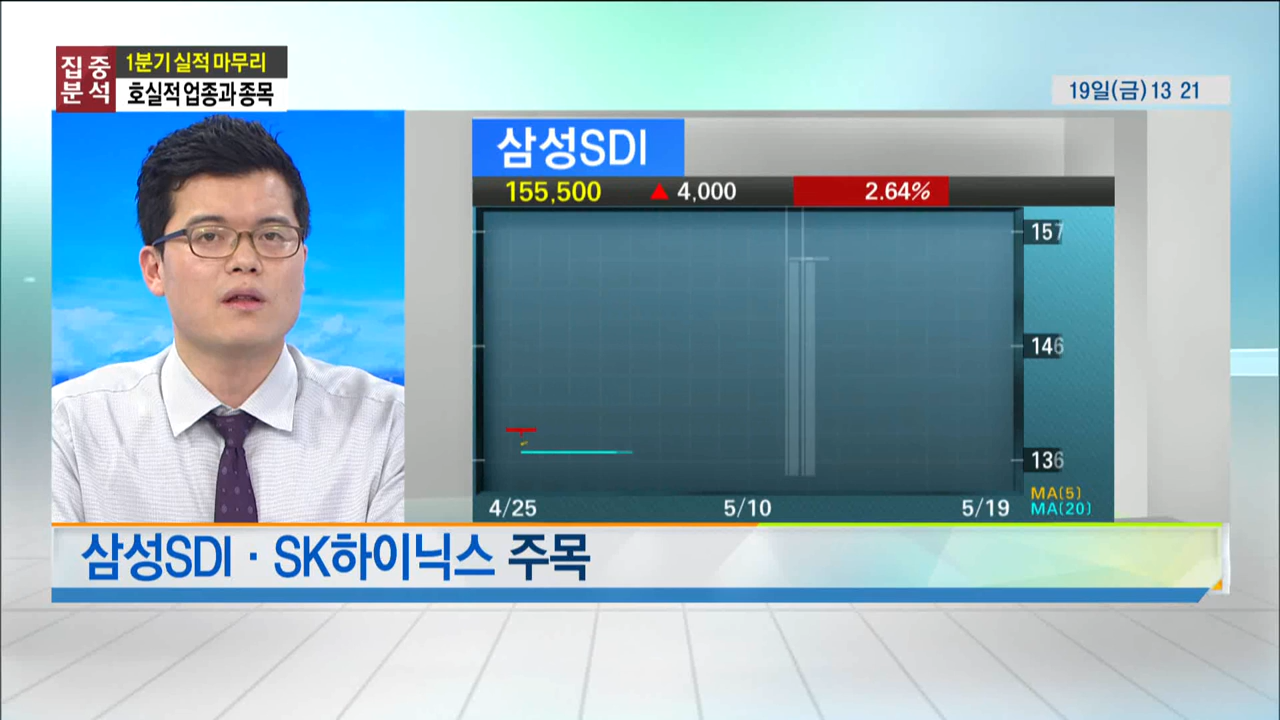 집중
분석
1분기 실적 마무리
호실적 업종과 종목
19일(금) 13 21
삼성SDI
155,500 ▲ 4,000 2.64%
157
146
136
4/25 5/10 5/19
MA(5)
MA(20)
삼성SDI · SK하이닉스 주목